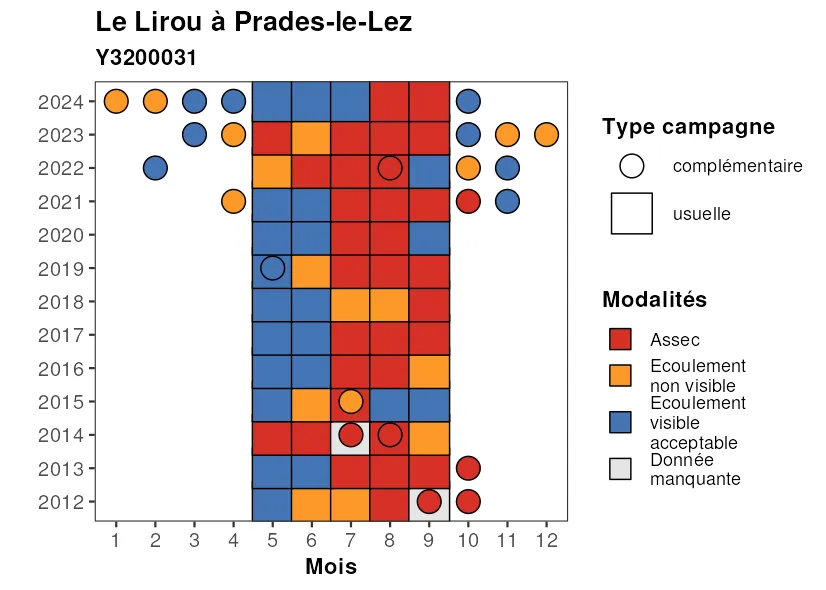 Le Lirou à Prades-le-Lez
Y3200031
2024
2023
2022
2021
2020
2019
2018
2017
2016
2015
2014
2013
2012
1 2 3 4 5 6 7 8 9 10 11 12
Mois
Type campagne
complémentaire
usuelle
Modalités
Assec
Ecoulement
non visible
Ecoulement
visible
acceptable
Donnée
manquante